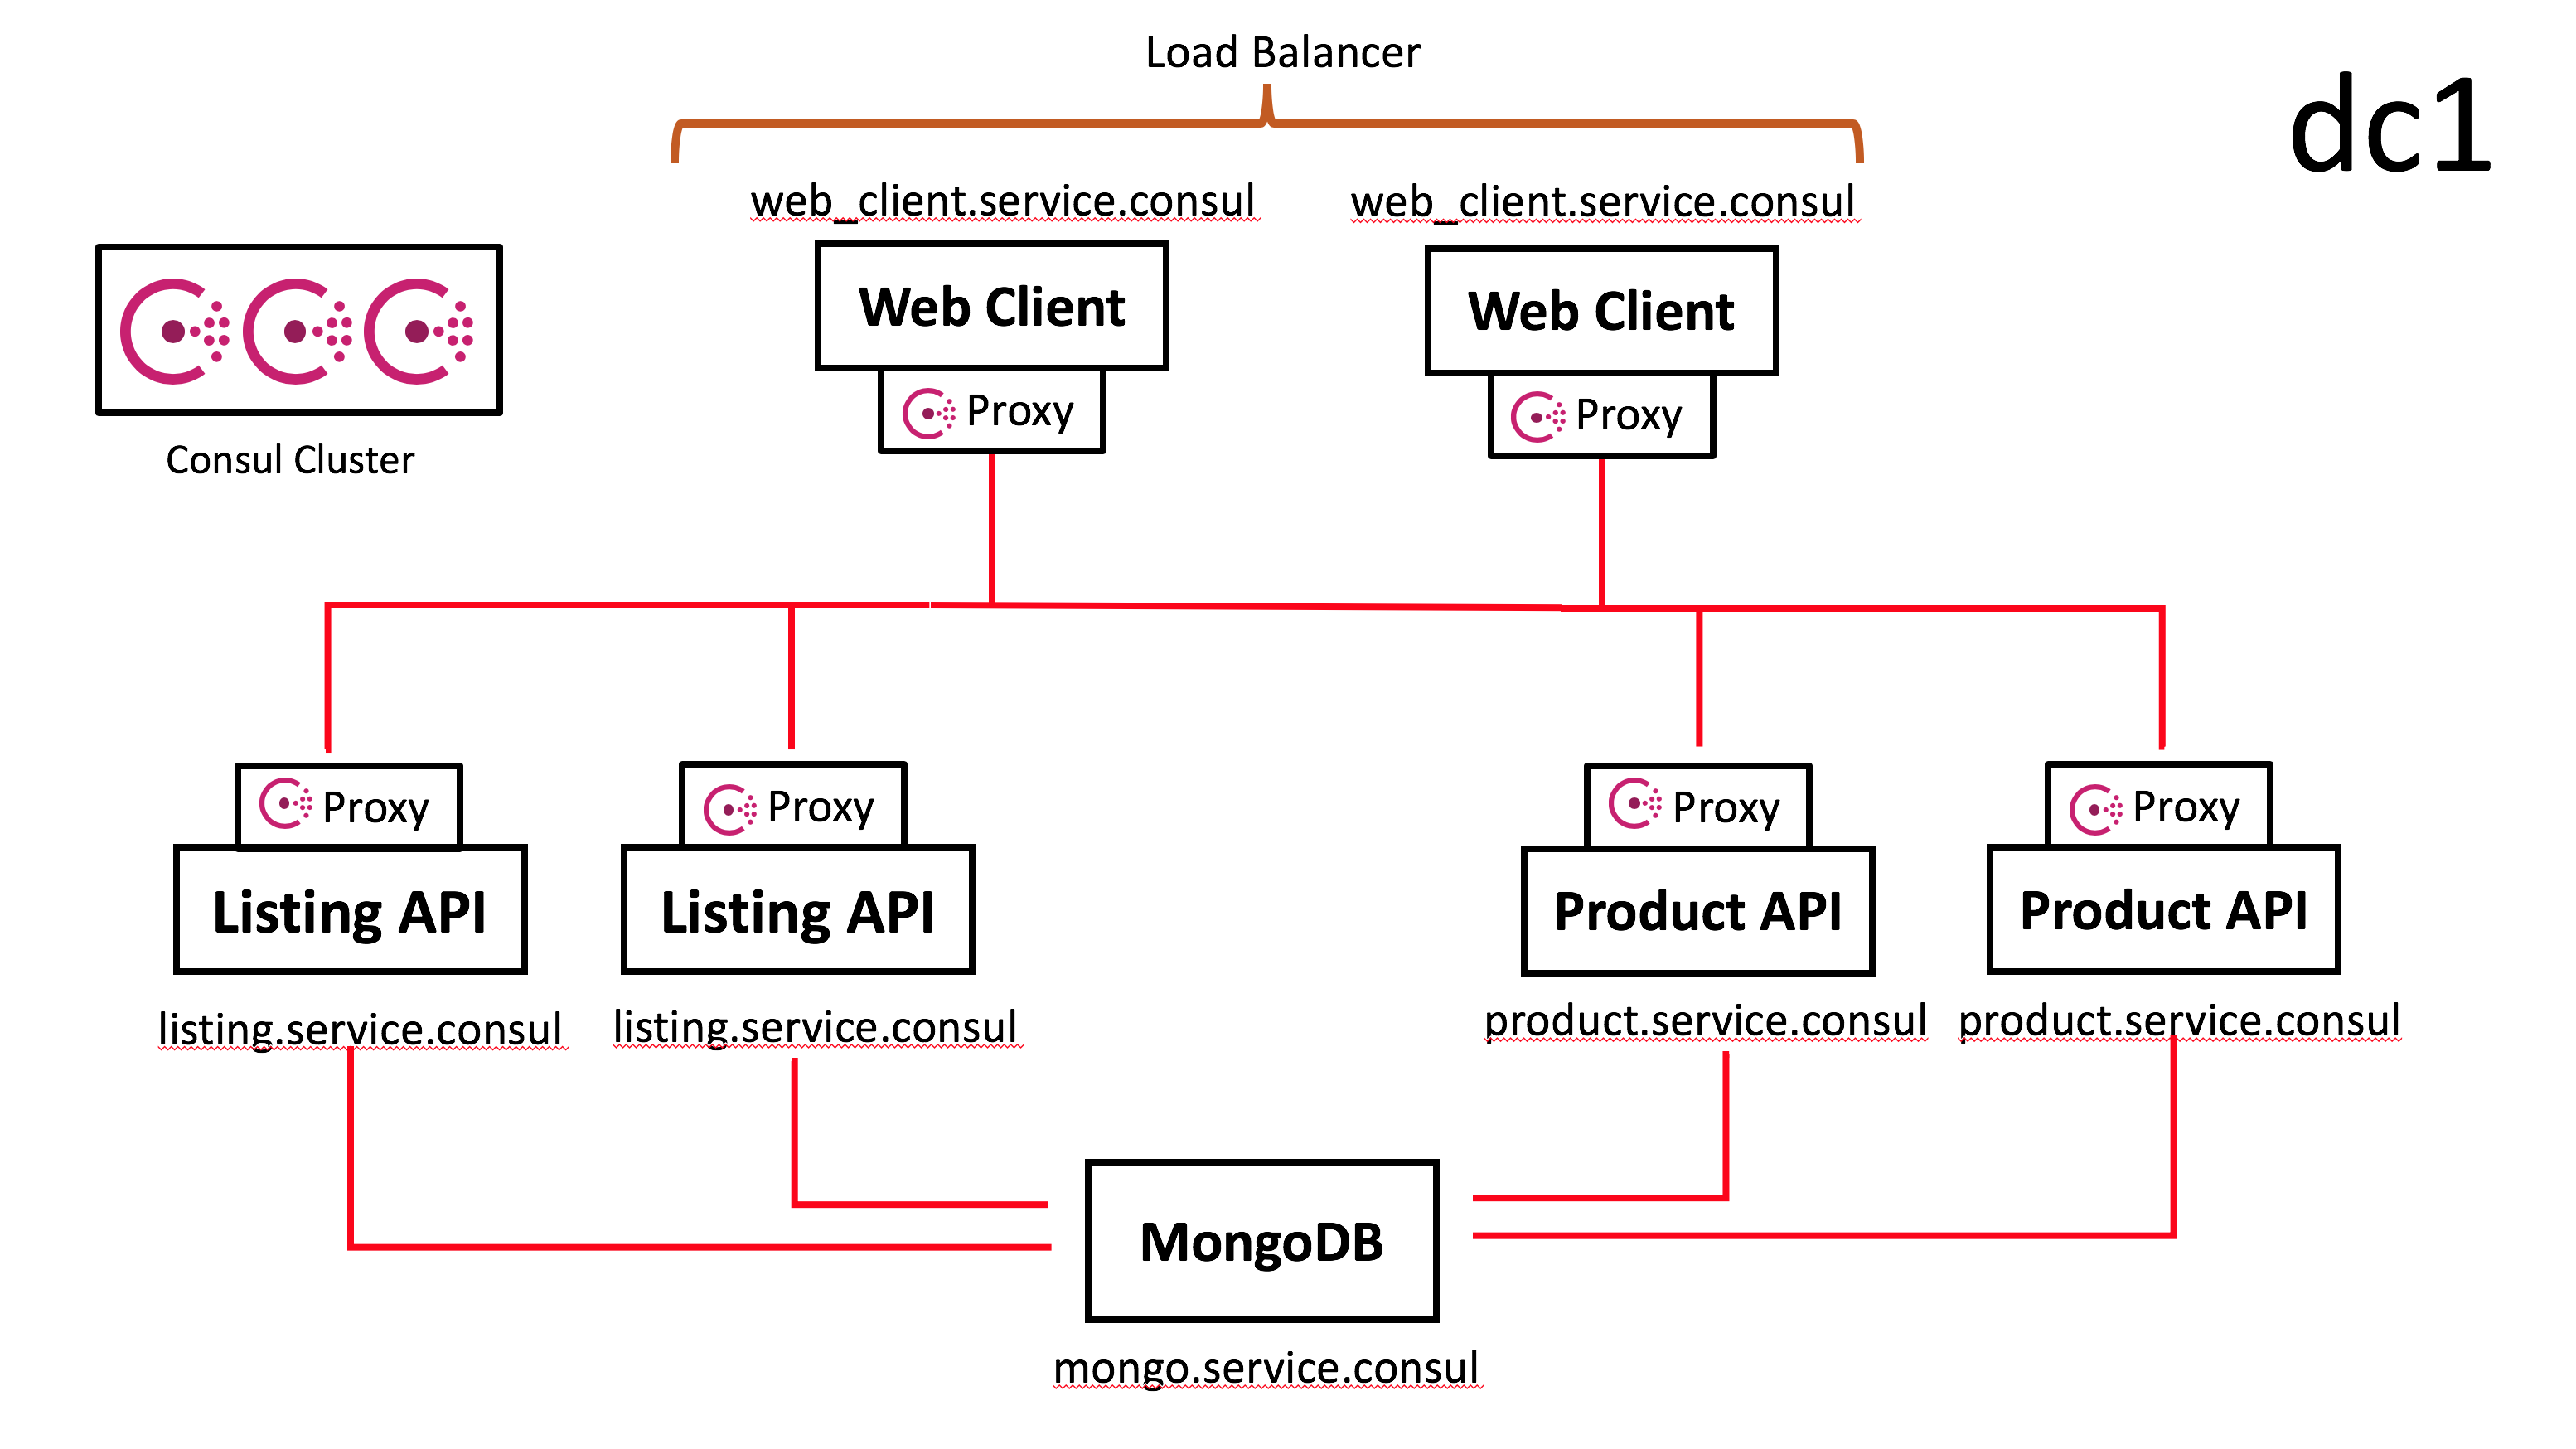 Load Balancer
dc1
web_client.service.consul
web_client.service.consul
Web Client
Web Client
Proxy
Proxy
Consul Cluster
Proxy
Proxy
Proxy
Proxy
Listing API
Listing API
Product API
Product API
listing.service.consul
listing.service.consul
product.service.consul
product.service.consul
MongoDB
mongo.service.consul